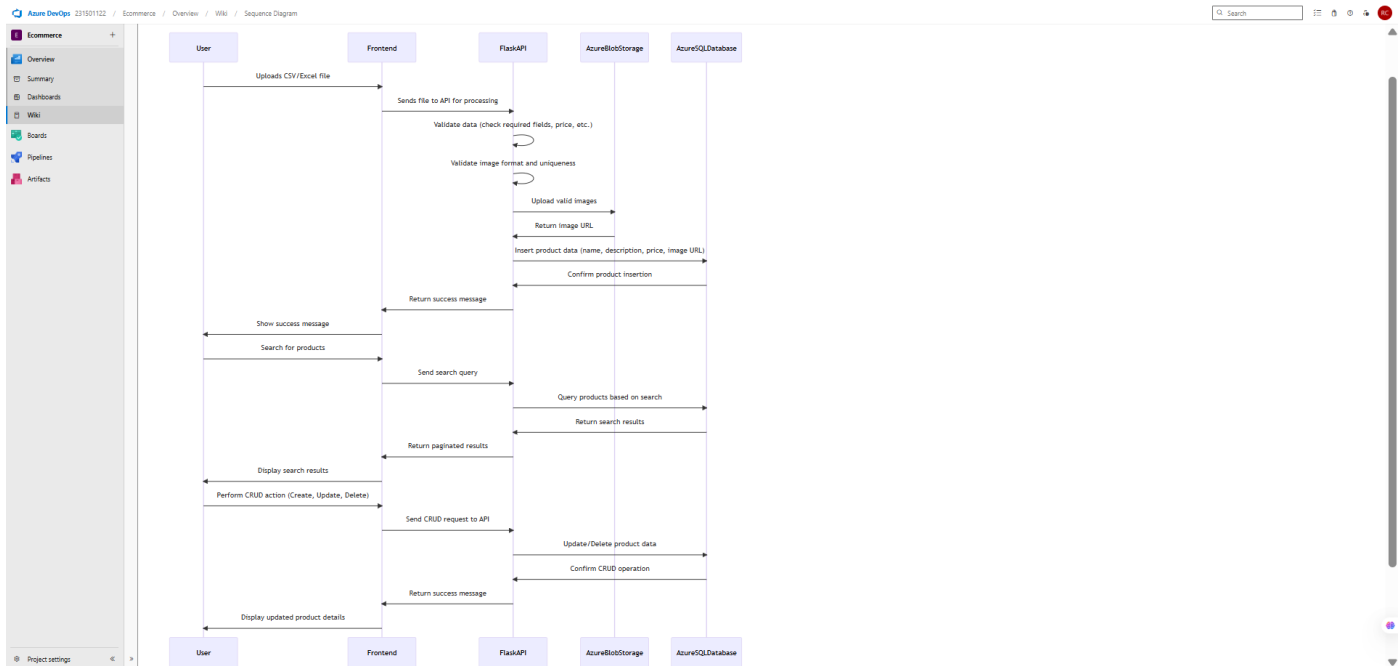 Azure DevOps 231501122 / Ecommerce / Overview / Wiki / Sequence Diagram
Search
RC
E Ecommerce +
Overview
Summary
Dashboards
Wiki
Boards
Pipelines
Artifacts
Project settings
User Frontend FlaskAPI AzureBlobStorage AzureSQLDatabase
Uploads CSV/Excel file
Sends file to API for processing
Validate data (check required fields, price, etc.)
Validate image format and uniqueness
Upload valid images
Return image URL
Insert product data (name, description, price, image URL)
Confirm product insertion
Return success message
Show success message
Search for products
Send search query
Query products based on search
Return search results
Return paginated results
Display search results
Perform CRUD action (Create, Update, Delete)
Send CRUD request to API
Update/Delete product data
Confirm CRUD operation
Return success message
Display updated product details
User Frontend FlaskAPI AzureBlobStorage AzureSQLDatabase